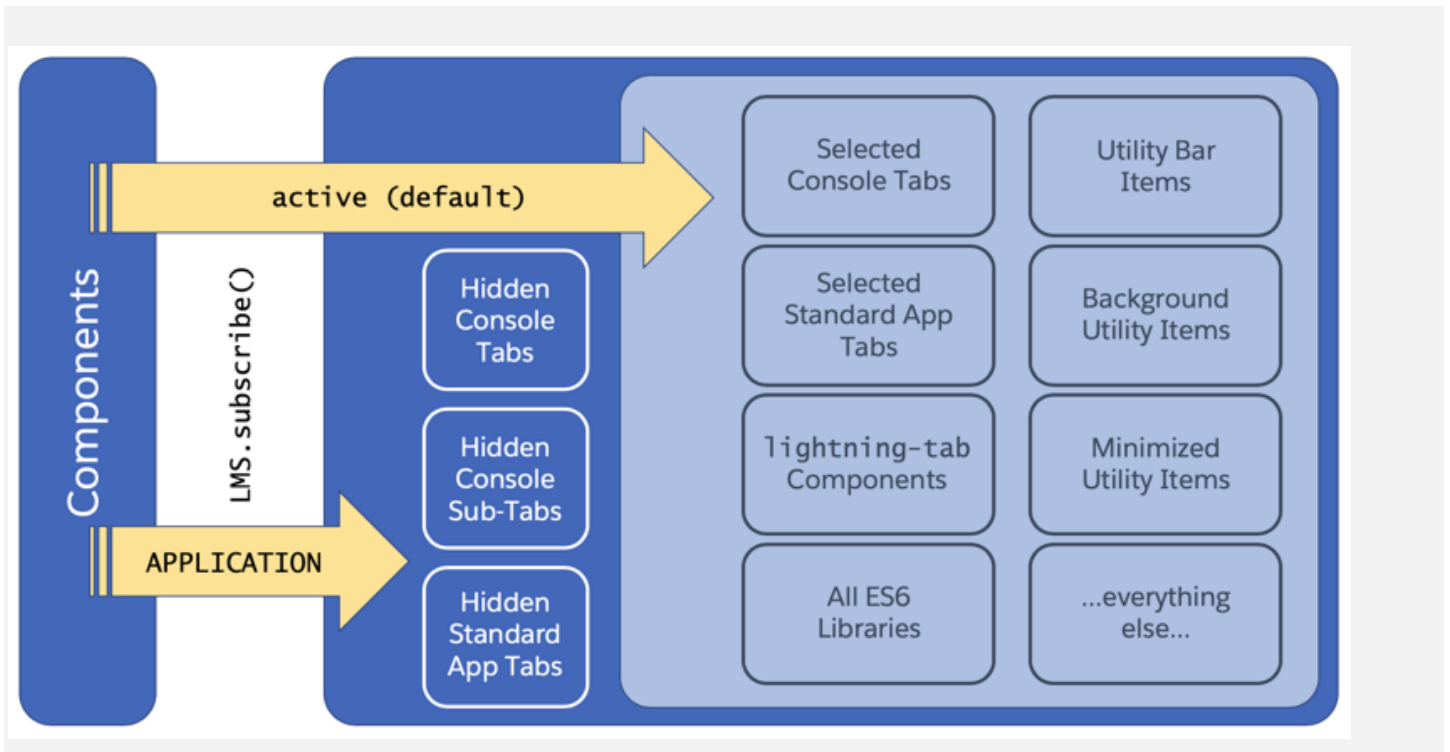 Components
LMS.subscribe()
active (default)
APPLICATION
Hidden
Console
Tabs
Hidden
Console
Sub-Tabs
Hidden
Standard
App Tabs
Selected
Console Tabs
Utility Bar
Items
Selected
Standard App
Tabs
Background
Utility Items
lightning-tab
Components
Minimized
Utility Items
All ES6
Libraries
...everything
else...